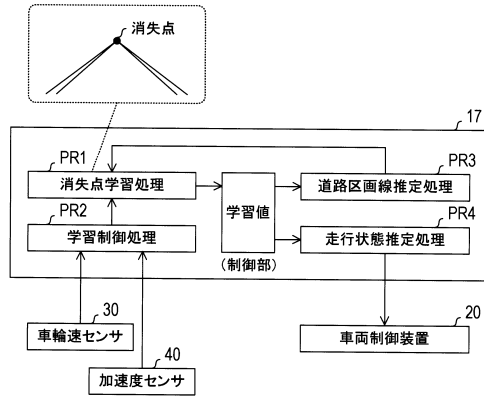 消失点
17
PR1
消失点学習処理
PR2
学習制御処理
学習値
(制御部)
PR3
道路区画線推定処理
PR4
走行状態推定処理
30
車輪速センサ
40
加速度センサ
20
車両制御装置